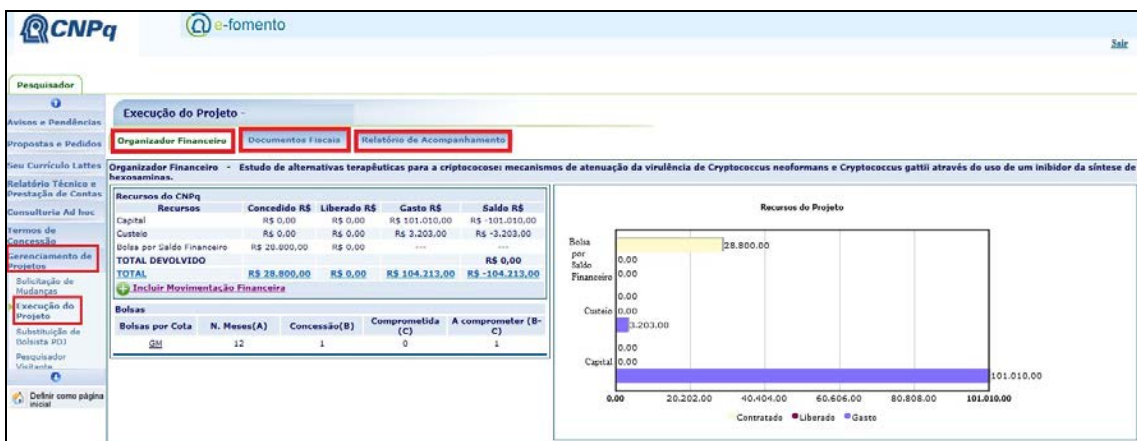 CNPq
e-fomento
Sair
Pesquisador
Avisos e Pendências
Propostas e Pedidos
Seu Currículo Lattes
Relatório Técnico e
Prestação de Contas
Consultoria Ad hoc
Termos de
Concessão
Gerenciamento de
Projetos
Solicitação de
Mudanças
Execução do
Projeto
Substituição de
Bolsista PDJ
Pesquisador
Visitante
Definir como página
inicial
Execução do Projeto -
Organizador Financeiro Documentos Fiscais Relatório de Acompanhamento
Organizador Financeiro - Estudo de alternativas terapêuticas para a criptococose: mecanismos de atenuação da virulência de Cryptococcus neoformans e Cryptococcus gattii através do uso de um inibidor da síntese de
hexosaminas.
Recursos do CNPq
Recursos Concedido R$ Liberado R$ Gasto R$ Saldo R$
Capital R$ 0,00 R$ 0,00 R$ 101.010,00 R$ -101.010,00
Custeio R$ 0,00 R$ 0,00 R$ 3.203,00 R$ -3.203,00
Bolsa por Saldo Financeiro R$ 28.800,00 R$ 0,00 --- ---
TOTAL DEVOLVIDO R$ 0,00
TOTAL R$ 28.800,00 R$ 0,00 R$ 104.213,00 R$ -104.213,00
Incluir Movimentação Financeira
Bolsas
Bolsas por Cota N. Meses(A) Concessão(B) Comprometida (C) A comprometer (B-C)
GM 12 1 0 1
Recursos do Projeto
Bolsa
por
Saldo
Financeiro
28.800,00
0,00
0,00
Custeio
0,00
0,00
3.203,00
Capital
0,00
0,00
101.010,00
0,00 20.202,00 40.404,00 60.606,00 80.808,00 101.010,00
Contratado Liberado Gasto